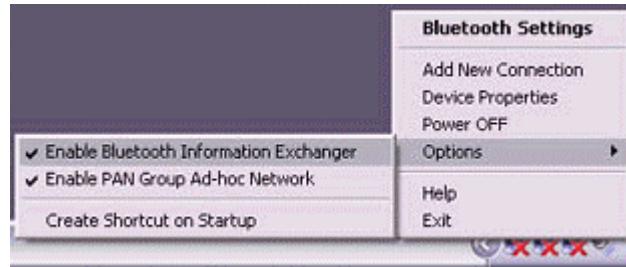 Bluetooth Settings
Add New Connection
Device Properties
Power OFF
Options
Help
Exit
Enable Bluetooth Information Exchanger
Enable PAN Group Ad-hoc Network
Create Shortcut on Startup